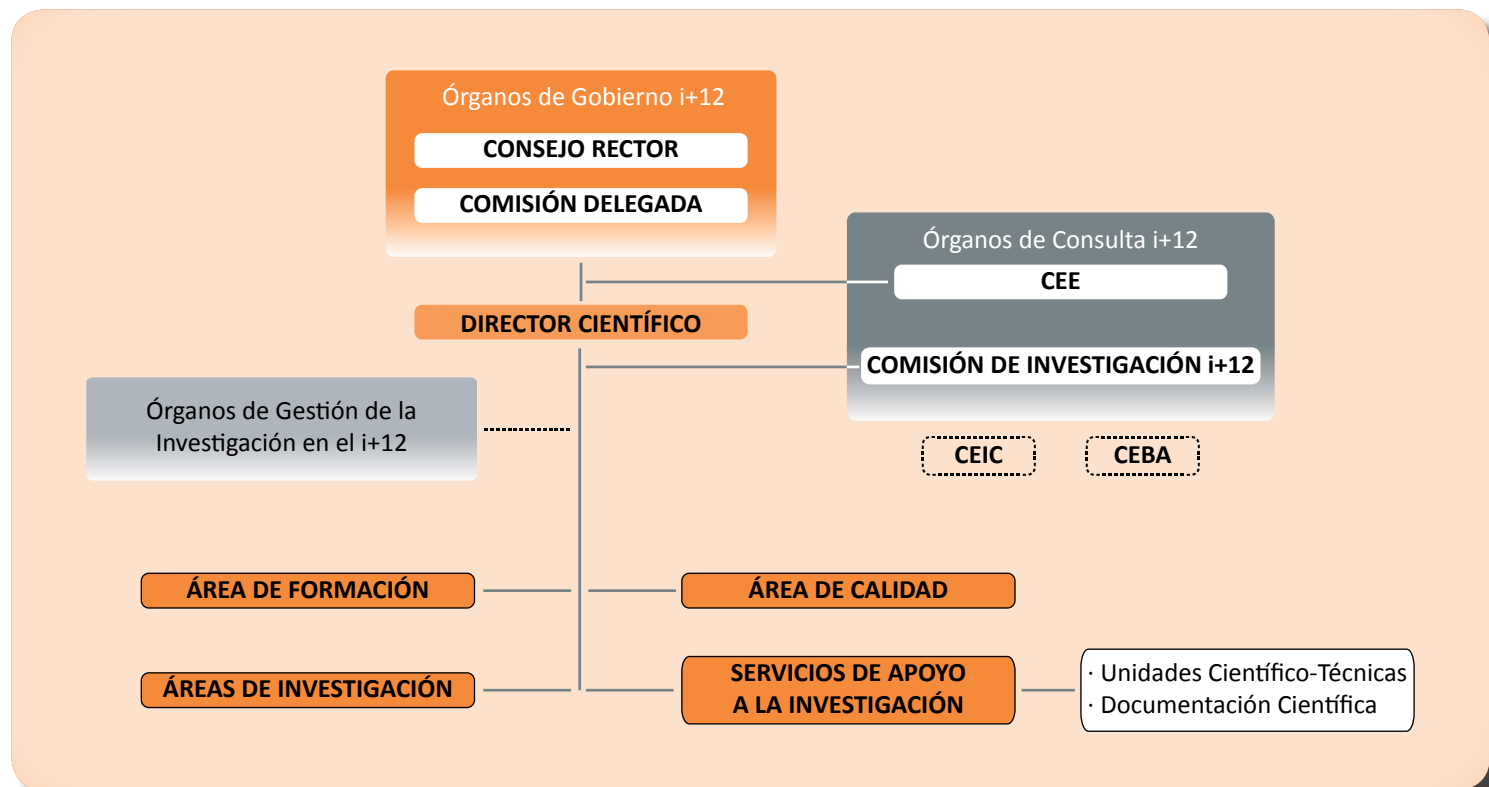 Órganos de Gobierno i+12
CONSEJO RECTOR
COMISIÓN DELEGADA
Órganos de Consulta i+12
CEE
DIRECTOR CIENTÍFICO
COMISIÓN DE INVESTIGACIÓN i+12
Órganos de Gestión de la
Investigación en el i+12
CEIC
CEBA
ÁREA DE FORMACIÓN
ÁREA DE CALIDAD
ÁREAS DE INVESTIGACIÓN
SERVICIOS DE APOYO
A LA INVESTIGACIÓN
· Unidades Científico-Técnicas
· Documentación Científica